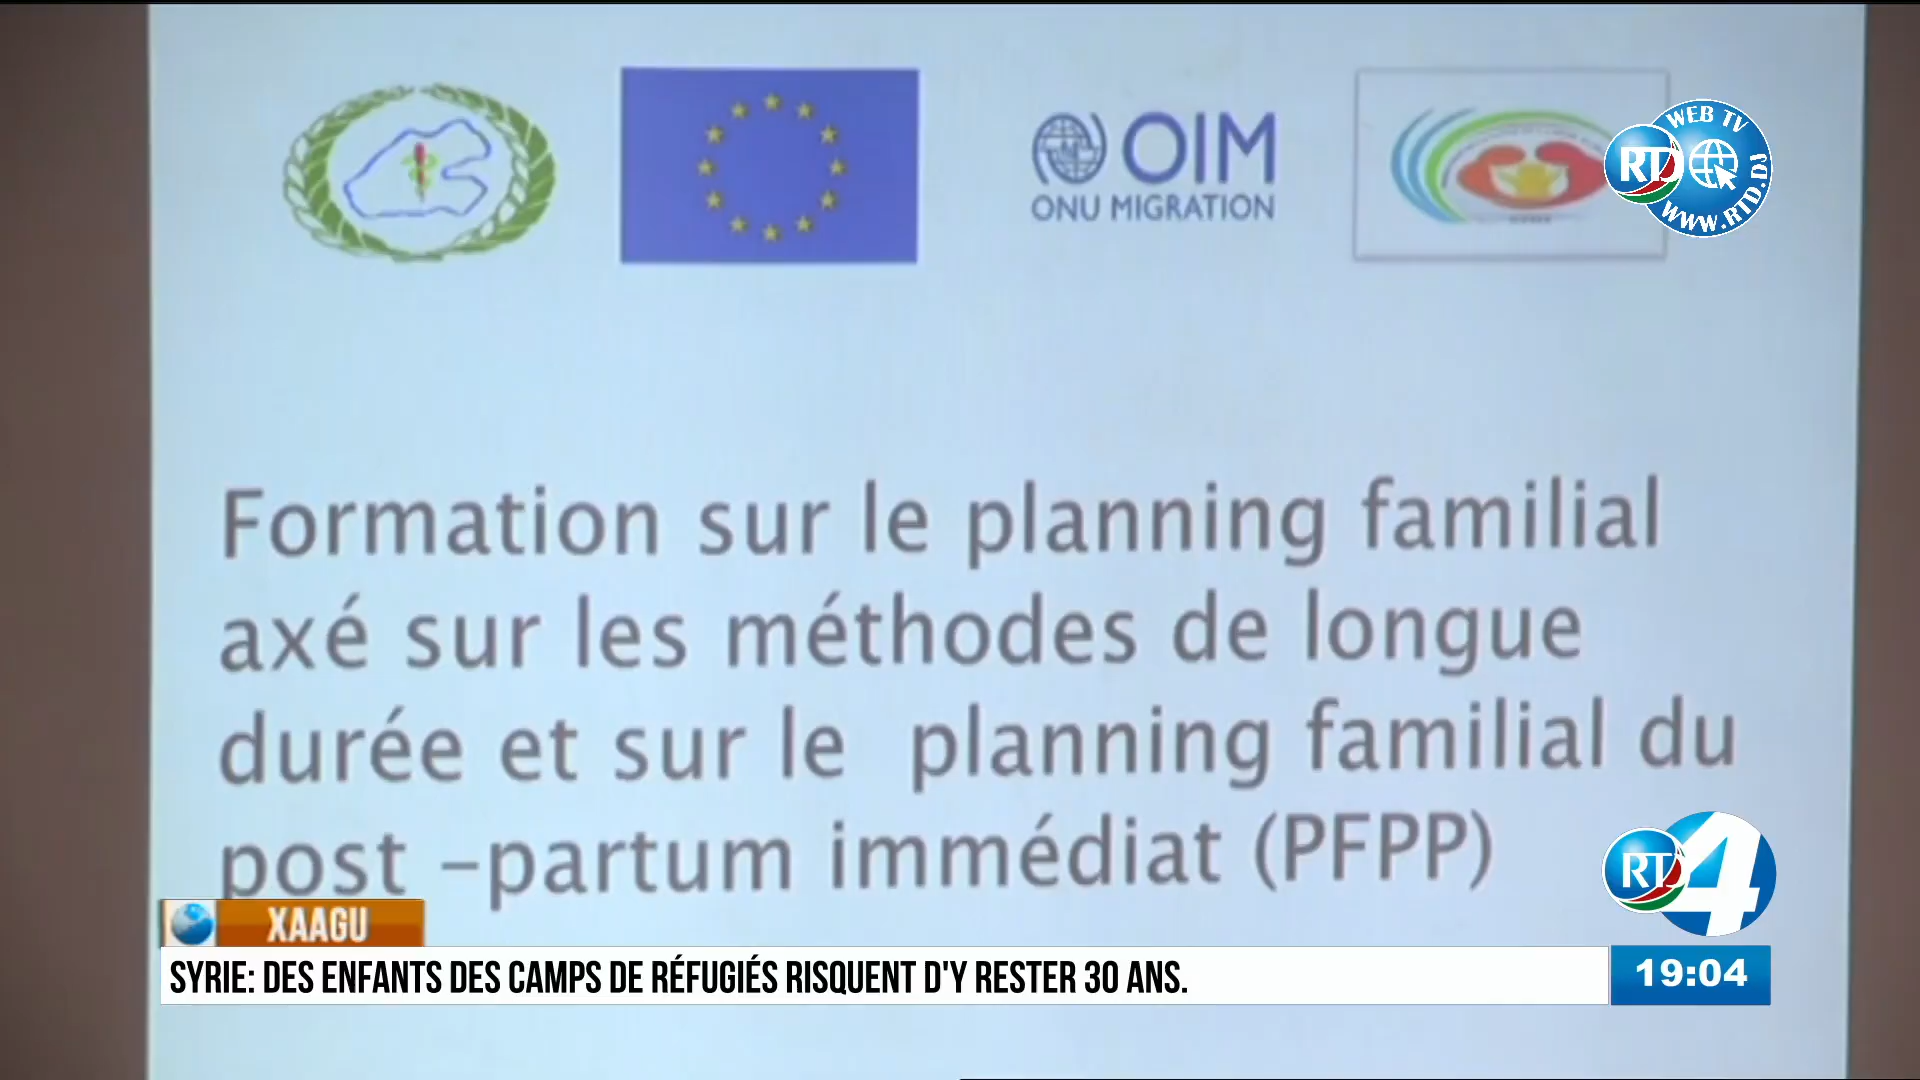 WEB TV
RTD
WWW.RTD.DJ
OIM
ONU MIGRATION
Formation sur le planning familial
axé sur les méthodes de longue
durée et sur le planning familial du
post -partum immédiat (PFPP)
RTD 4
XAAGU
SYRIE: DES ENFANTS DES CAMPS DE RÉFUGIÉS RISQUENT D'Y RESTER 30 ANS.
19:04